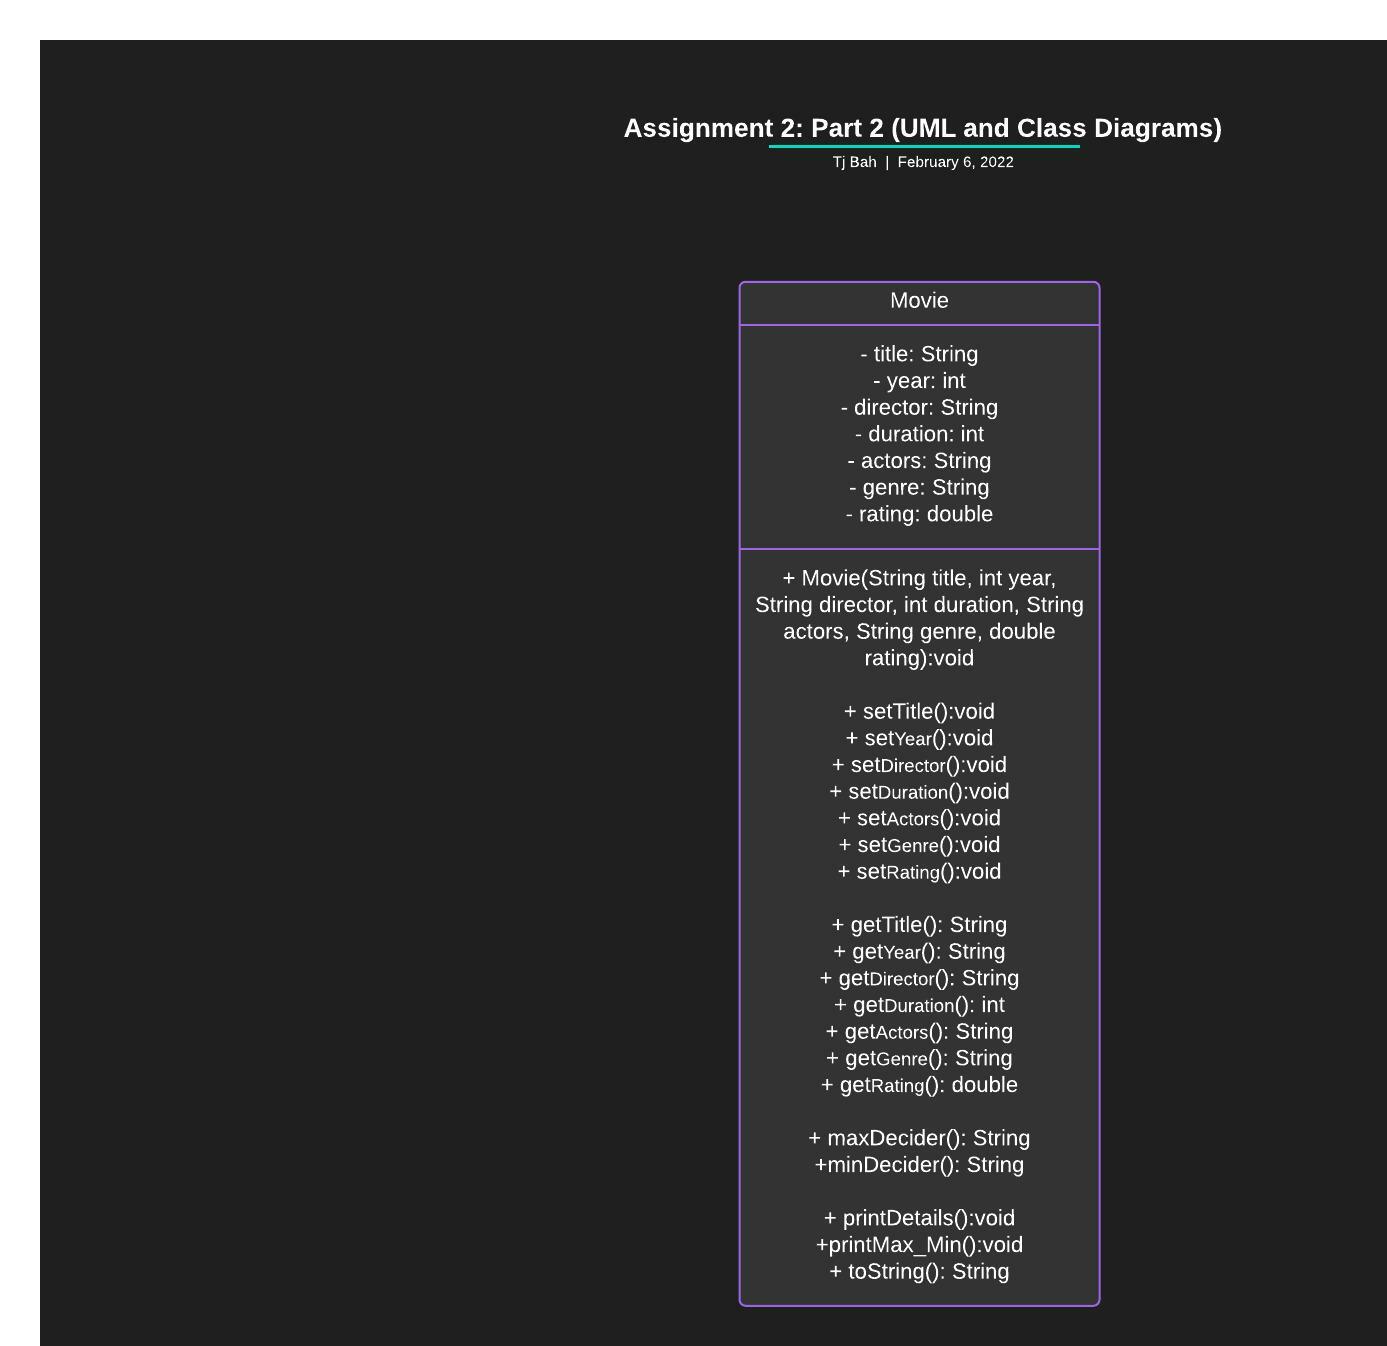 Assignment 2: Part 2 (UML and Class Diagrams)
Tj Bah | February 6, 2022
Movie
- title: String
- year: int
- director: String
- duration: int
- actors: String
- genre: String
- rating: double
+ Movie(String title, int year,
String director, int duration, String
actors, String genre, double
rating):void
+ setTitle():void
+ setYear():void
+ setDirector():void
+ setDuration():void
+ setActors():void
+ setGenre():void
+ setRating():void
+ getTitle(): String
+ getYear(): String
+ getDirector(): String
+ getDuration(): int
+ getActors(): String
+ getGenre(): String
+ getRating(): double
+ maxDecider(): String
+minDecider(): String
+ printDetails():void
+printMax_Min():void
+ toString(): String